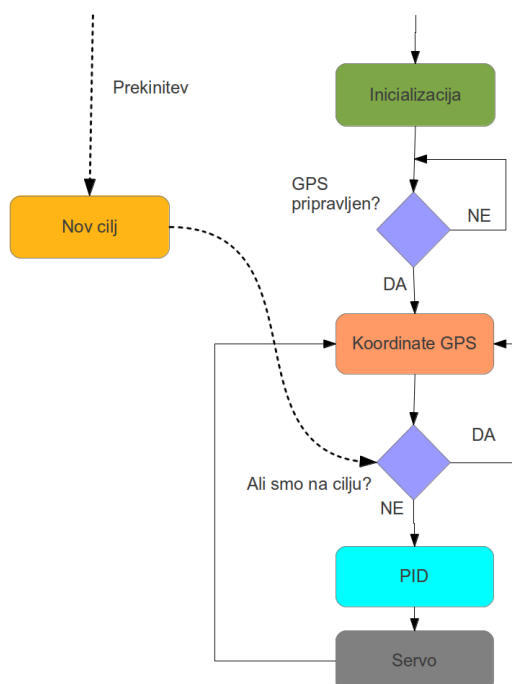 Prekinitev
Inicializacija
GPS
pripravljen?
NE
Nov cilj
DA
Koordinate GPS
DA
Ali smo na cilju?
NE
PID
Servo